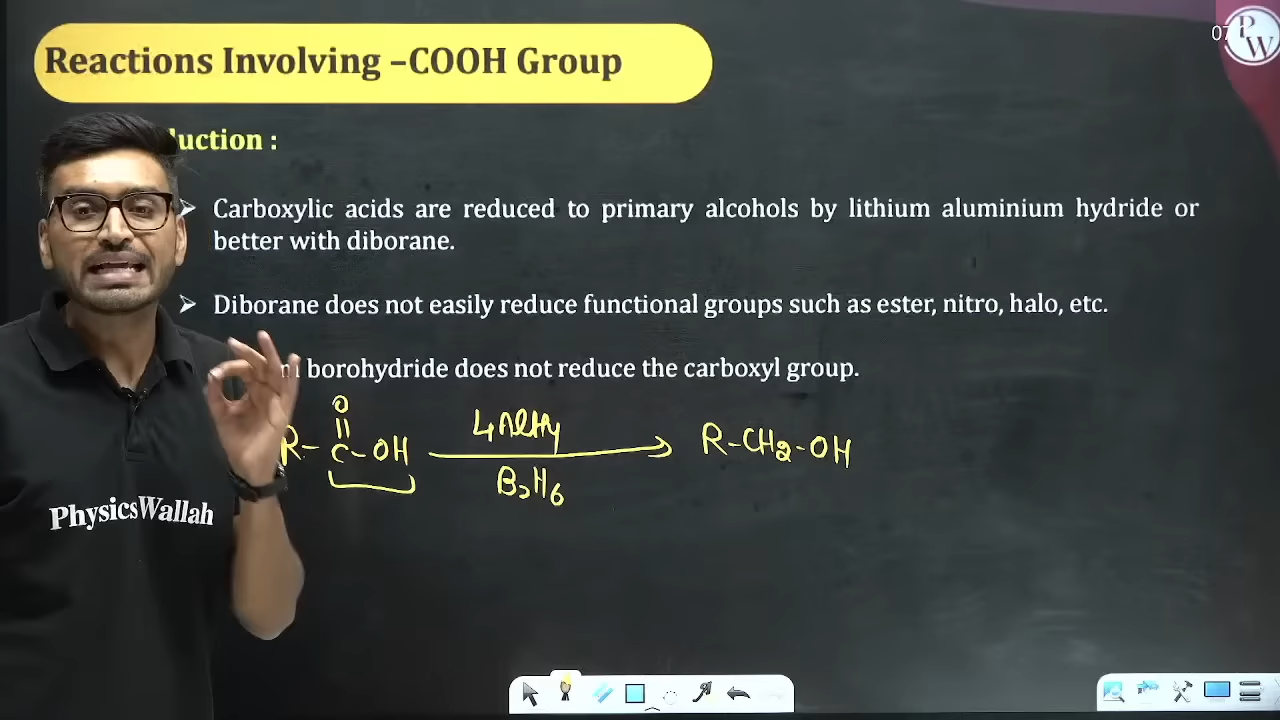 Reactions Involving –COOH Group
07
PW
uction :
➤ Carboxylic acids are reduced to primary alcohols by lithium aluminium hydride or
better with diborane.
➤ Diborane does not easily reduce functional groups such as ester, nitro, halo, etc.
borohydride does not reduce the carboxyl group.
O
||
R-C-OH
LiAlH4
B2H6
R-CH2-OH
PhysicsWallah